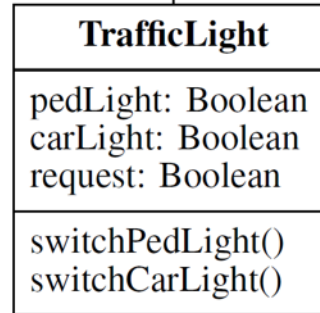 TrafficLight
pedLight: Boolean
carLight: Boolean
request: Boolean
switchPedLight()
switchCarLight()